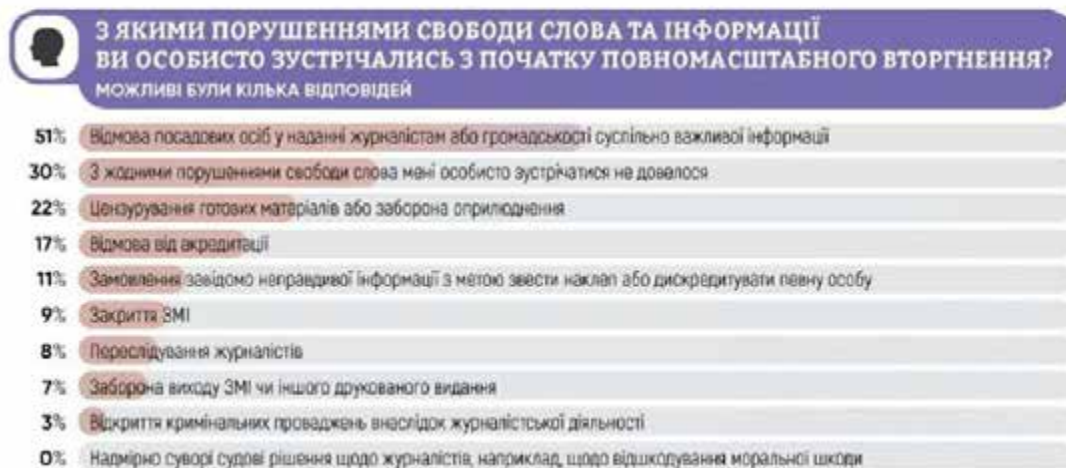 З ЯКИМИ ПОРУШЕННЯМИ СВОБОДИ СЛОВА ТА ІНФОРМАЦІЇ
ВИ ОСОБИСТО ЗУСТРІЧАЛИСЬ З ПОЧАТКУ ПОВНОМАСШТАБНОГО ВТОРГНЕННЯ?
МОЖЛИВІ БУЛИ КІЛЬКА ВІДПОВІДЕЙ
51% Відмова посадових осіб у наданні журналістам або громадськості суспільно важливої інформації
30% З жодними порушеннями свободи слова мені особисто зустрічатися не довелося
22% Цензурування готових матеріалів або заборона оприлюднення
17% Відмова від акредитації
11% Замовлення завідомо неправдивої інформації з метою звести наклеп або дискредитувати певну особу
9% Закриття ЗМІ
8% Переслідування журналістів
7% Заборона виходу ЗМІ чи іншого друкованого видання
3% Відкриття кримінальних проваджень внаслідок журналістської діяльності
0% Надмірно суворі судові рішення щодо журналістів, наприклад, щодо відшкодування моральної шкоди